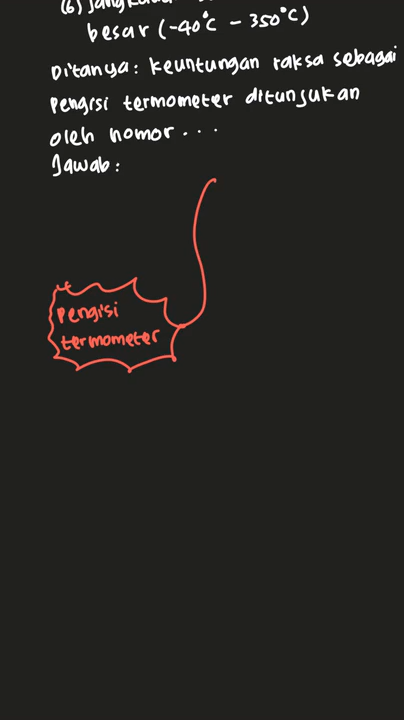 (6) Jangkauan
besar (-40°C - 350°C)
Ditanya: keuntungan raksa sebagai
pengisi termometer ditunjukan
oleh nomor...
Jawab:
Pengisi
termometer